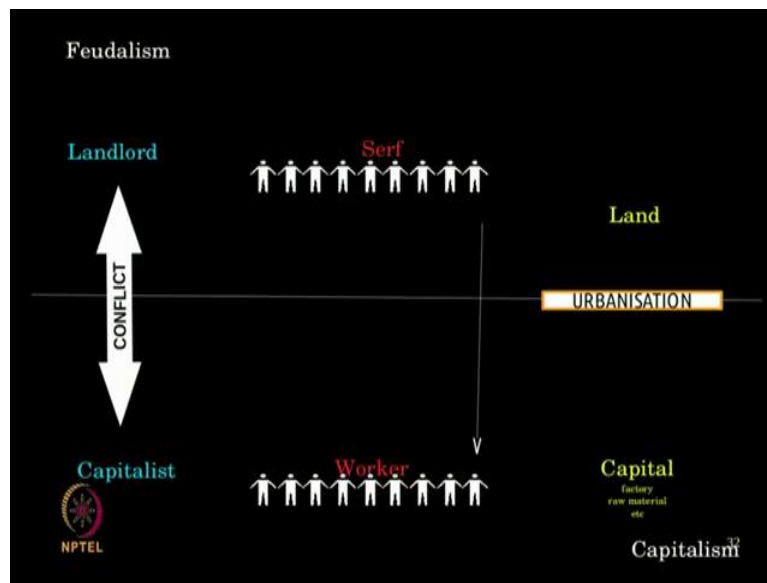 Feudalism
Landlord
Serf
Land
CONFLICT
URBANISATION
Capitalist
Worker
Capital
factory
raw material
etc
NPTEL
Capitalism
32